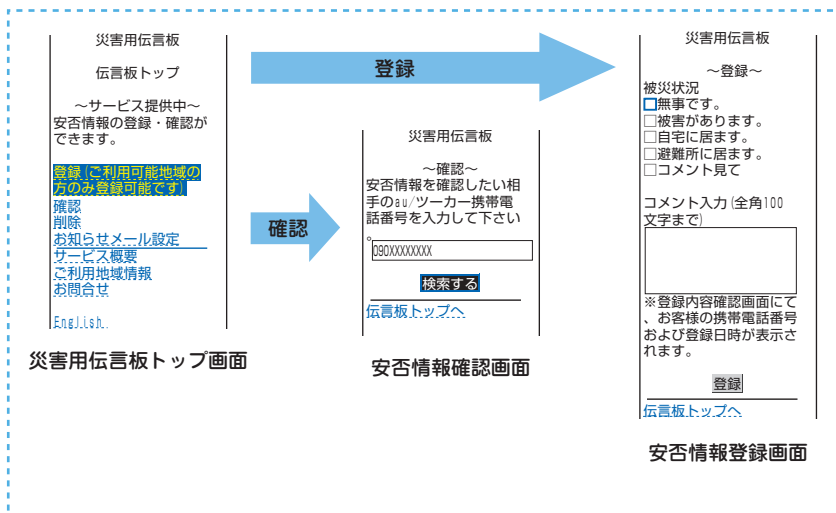 災害用伝言板
伝言板トップ
～サービス提供中～
安否情報の登録・確認が
できます。
登録(ご利用可能地域の
方のみ登録可能です)
確認
削除
お知らせメール設定
サービス概要
ご利用地域情報
お問合せ
English
災害用伝言板トップ画面
登録
確認
災害用伝言板
～確認～
安否情報を確認したい相
手のau/ツーカー携帯電
話番号を入力して下さい
。
090XXXXXXXX
検索する
伝言板トップへ
安否情報確認画面
災害用伝言板
～登録～
被災状況
□無事です。
□被害があります。
□自宅に居ます。
□避難所に居ます。
□コメント見て
コメント入力(全角100
文字まで)
※登録内容確認画面にて
、お客様の携帯電話番号
および登録日時が表示さ
れます。
登録
伝言板トップへ
安否情報登録画面